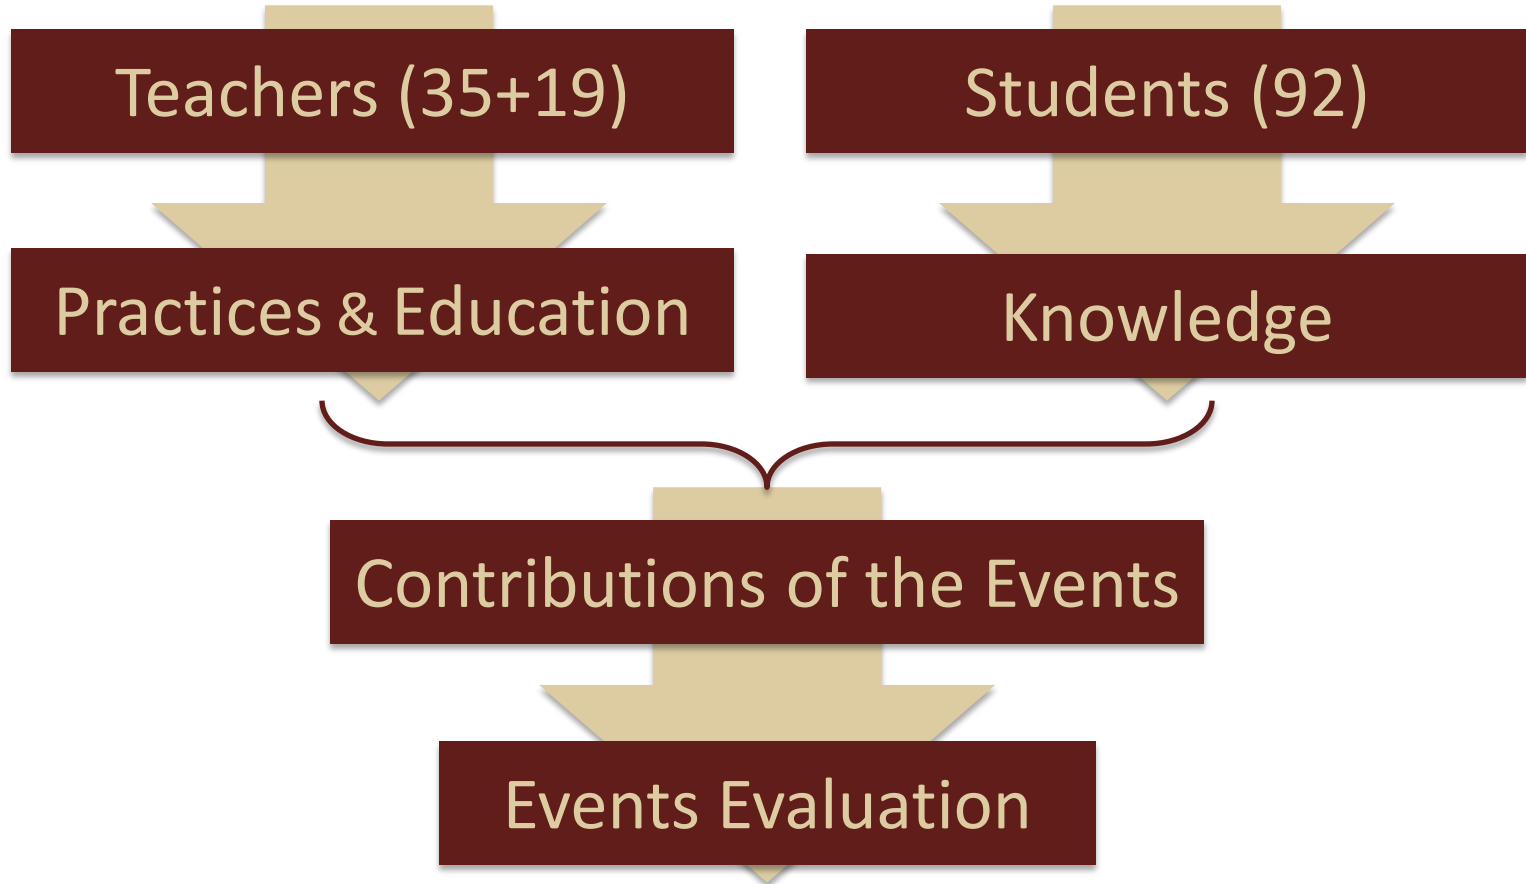 Teachers (35+19)
Students (92)
Practices & Education
Knowledge
Contributions of the Events
Events Evaluation